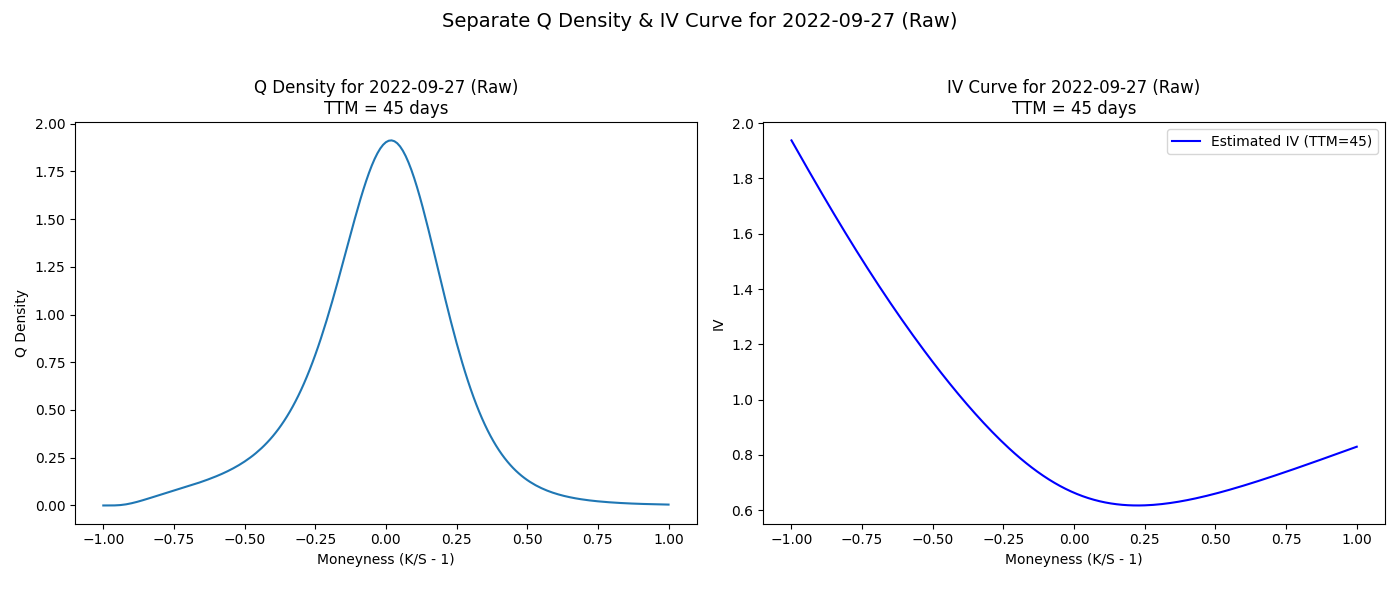 Separate Q Density & IV Curve for 2022-09-27 (Raw)
Q Density for 2022-09-27 (Raw)
TTM = 45 days
2.00
1.75
1.50
1.25
1.00
0.75
0.50
0.25
0.00
Q Density
−1.00 −0.75 −0.50 −0.25 0.00 0.25 0.50 0.75 1.00
Moneyness (K/S - 1)
IV Curve for 2022-09-27 (Raw)
TTM = 45 days
Estimated IV (TTM=45)
2.0
1.8
1.6
1.4
1.2
1.0
0.8
0.6
IV
−1.00 −0.75 −0.50 −0.25 0.00 0.25 0.50 0.75 1.00
Moneyness (K/S - 1)